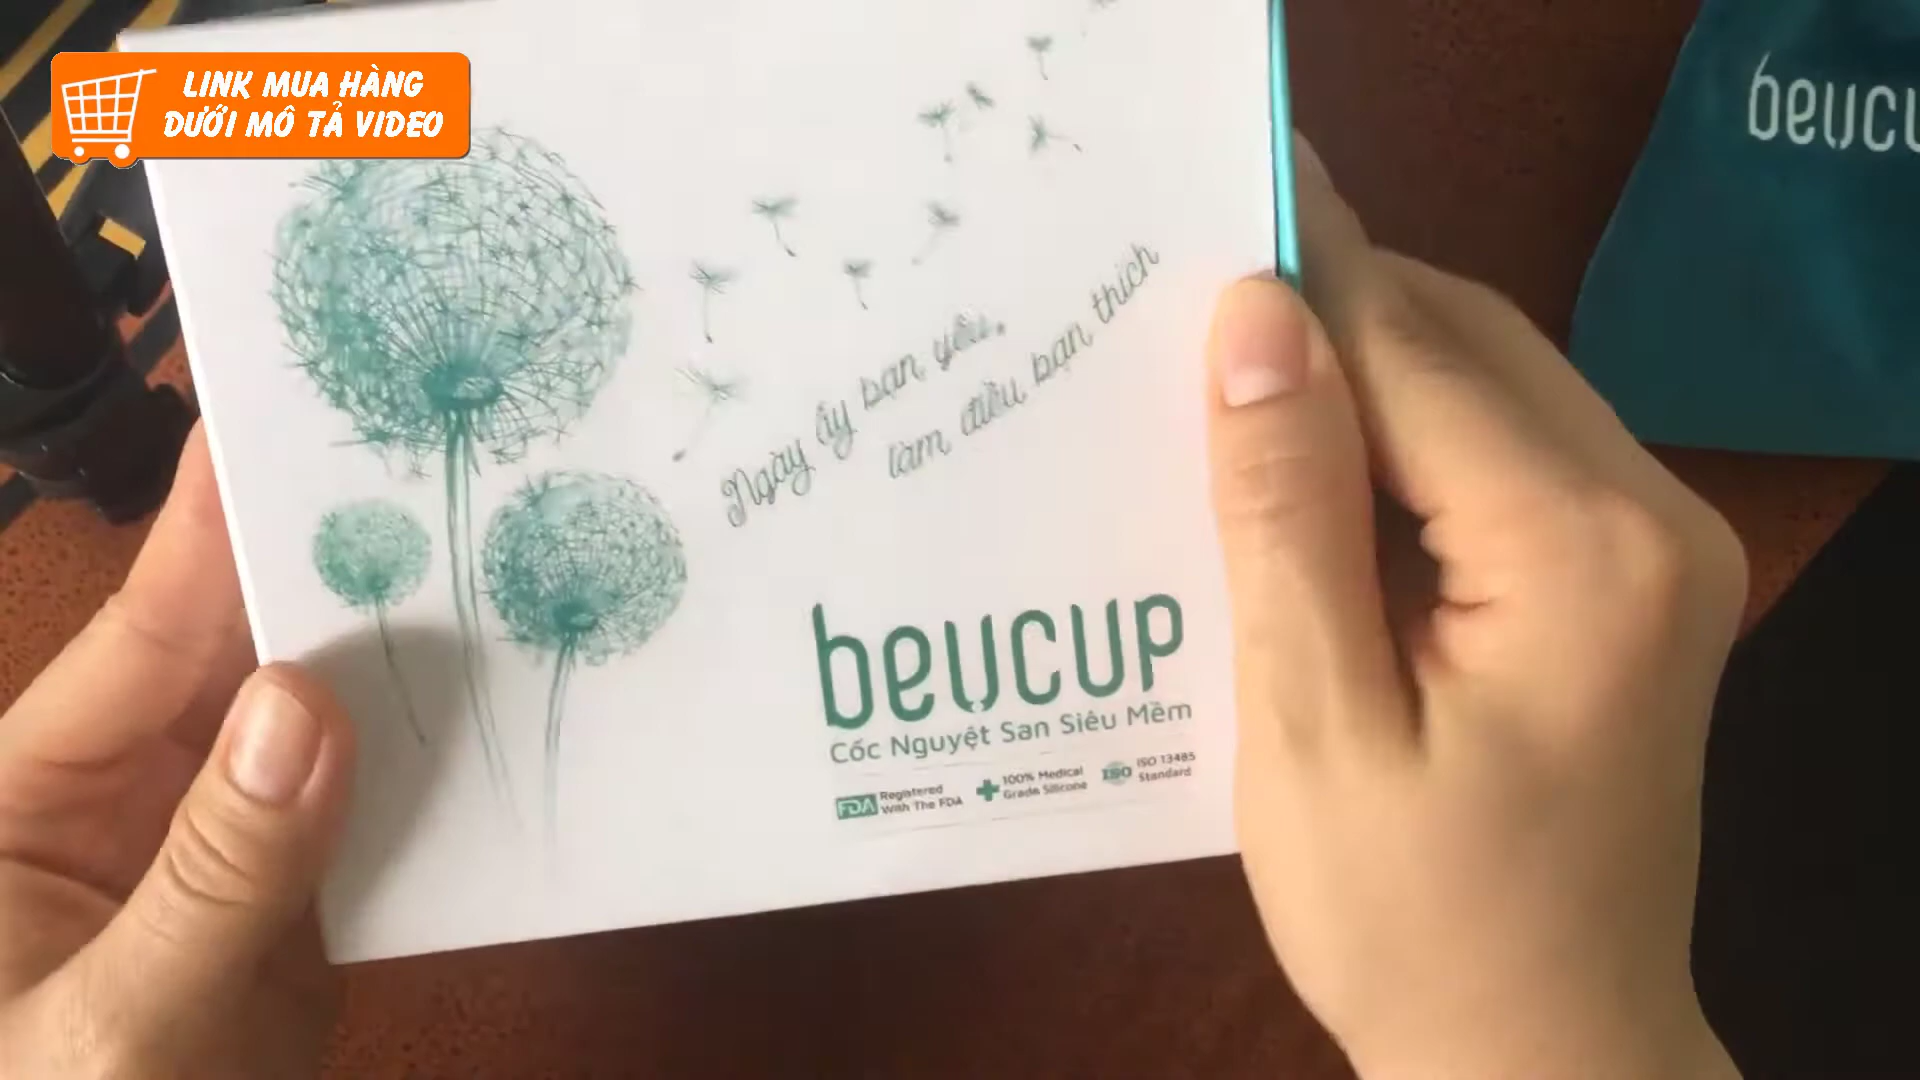 LINK MUA HÀNG
DƯỚI MÔ TẢ VIDEO
Ngày ấy bạn yêu,
làm điều bạn thích
beucup
Cốc Nguyệt San Siêu Mềm
FDA Registered With The FDA
100% Medical Grade Silicone
ISO ISO 13485 Standard
beucu